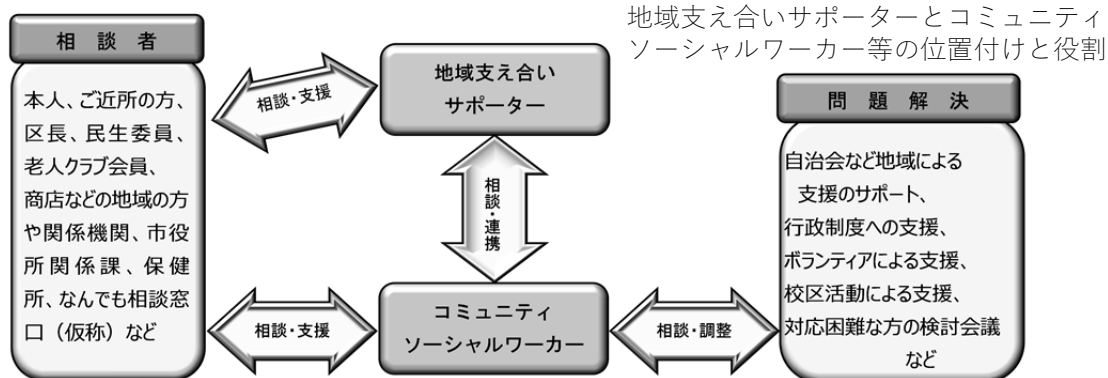 地域支え合いサポーターとコミュニティ
ソーシャルワーカー等の位置付けと役割
相談者
本人、ご近所の方、
区長、民生委員、
老人クラブ会員、
商店などの地域の方
や関係機関、市役
所関係課、保健
所、なんでも相談窓
口（仮称）など
相談・支援
地域支え合い
サポーター
相談・連携
相談・支援
コミュニティ
ソーシャルワーカー
相談・調整
問題解決
自治会など地域による
支援のサポート、
行政制度への支援、
ボランティアによる支援、
校区活動による支援、
対応困難な方の検討会議
など